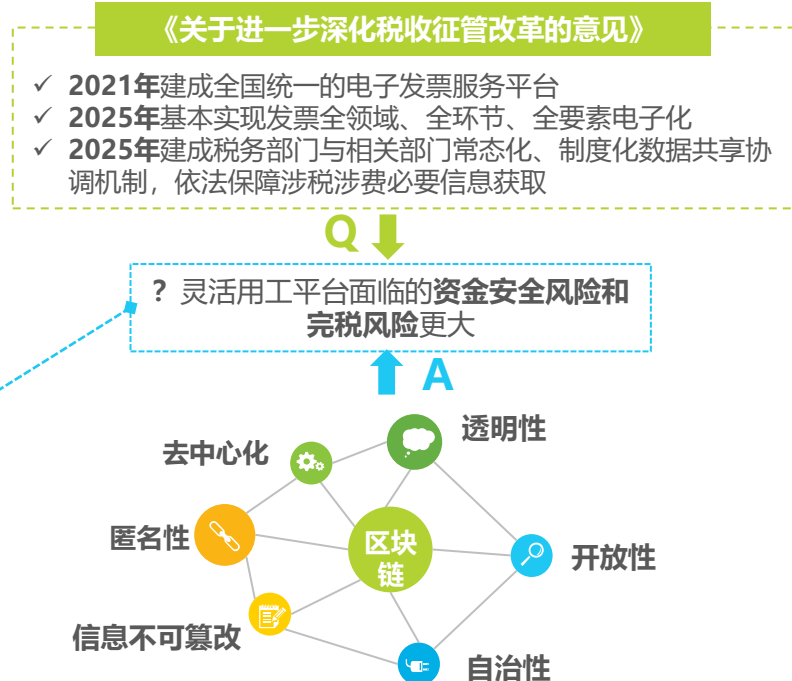 《关于进一步深化税收征管改革的意见》
✓ 2021年建成全国统一的电子发票服务平台
✓ 2025年基本实现发票全领域、全环节、全要素电子化
✓ 2025年建成税务部门与相关部门常态化、制度化数据共享协
调机制，依法保障涉税涉费必要信息获取
Q
？灵活用工平台面临的资金安全风险和
完税风险更大
A
透明性
去中心化
匿名性
区块
链
开放性
信息不可篡改
自治性